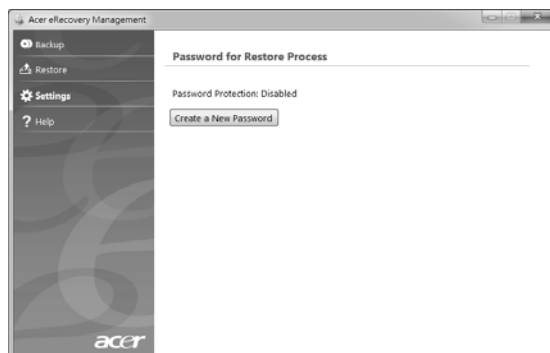 Acer eRecovery Management
Backup
Restore
Settings
Help
Password for Restore Process
Password Protection: Disabled
Create a New Password
acer